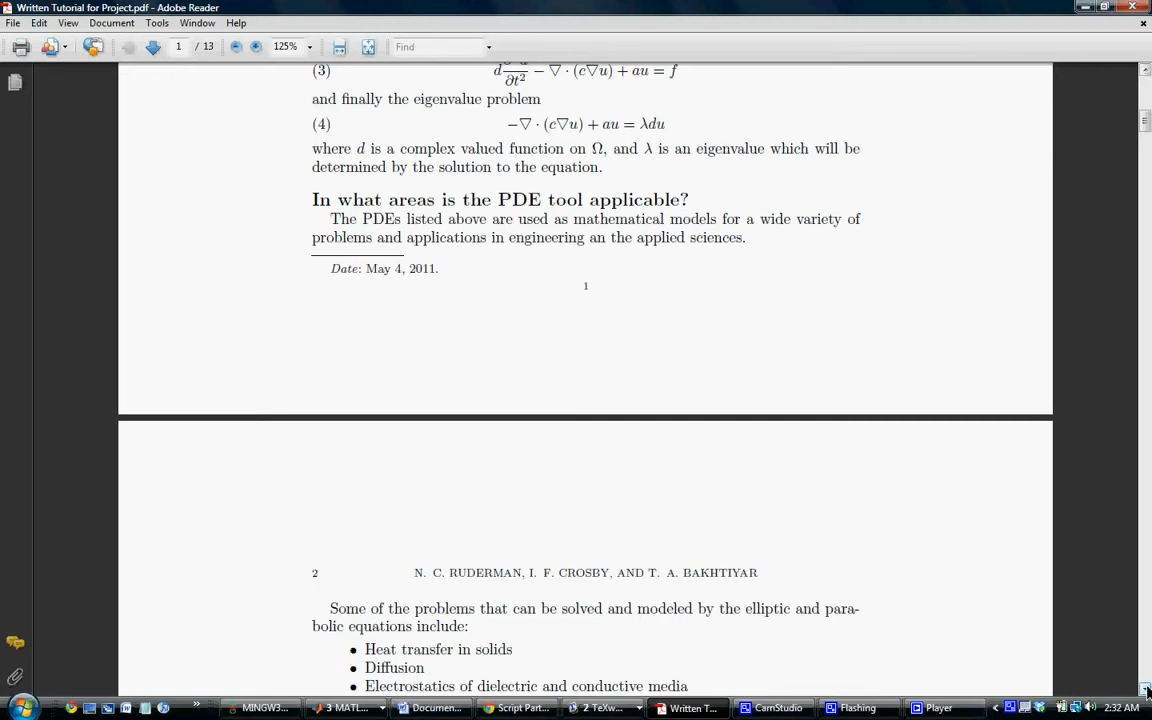 Written Tutorial for Project.pdf - Adobe Reader
File Edit View Document Tools Window Help
1 / 13 125% Find
(3) d∂²u/∂t² − ▽ · (c▽u) + au = f
and finally the eigenvalue problem
(4) −▽ · (c▽u) + au = λdu
where d is a complex valued function on Ω, and λ is an eigenvalue which will be
determined by the solution to the equation.
In what areas is the PDE tool applicable?
The PDEs listed above are used as mathematical models for a wide variety of
problems and applications in engineering an the applied sciences.
Date: May 4, 2011.
1
2 N. C. RUDERMAN, I. F. CROSBY, AND T. A. BAKHTIYAR
Some of the problems that can be solved and modeled by the elliptic and para-
bolic equations include:
• Heat transfer in solids
• Diffusion
• Electrostatics of dielectric and conductive media
MINGW3... 3 MATL... Documen... Script Part... 2 TeXw... Written T... CamStudio Flashing Player 2:32 AM